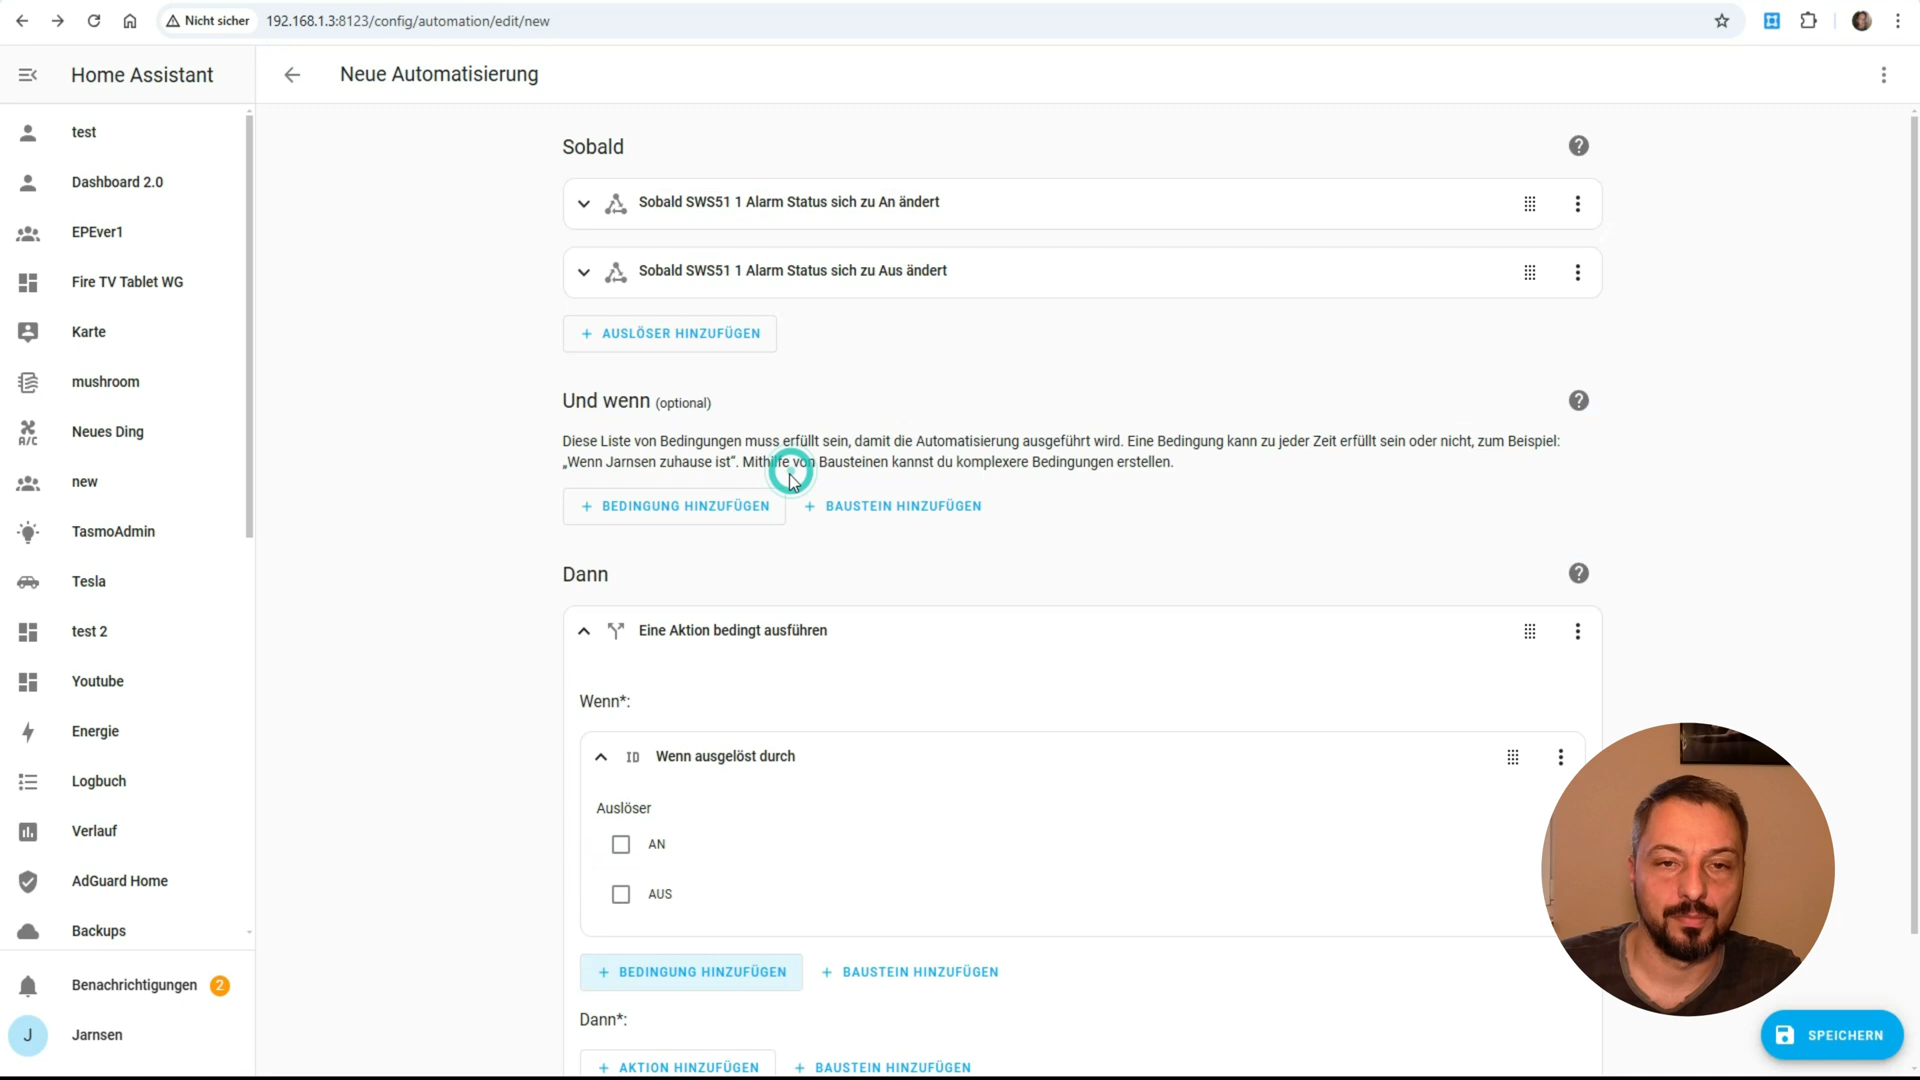 Nicht sicher
192.168.1.3:8123/config/automation/edit/new
Home Assistant
Neue Automatisierung
test
Dashboard 2.0
EPEver1
Fire TV Tablet WG
Karte
mushroom
A/C
Neues Ding
new
TasmoAdmin
Tesla
test 2
Youtube
Energie
Logbuch
Verlauf
AdGuard Home
Backups
Benachrichtigungen 2
J Jarnsen
Sobald
Sobald SWS51 1 Alarm Status sich zu An ändert
Sobald SWS51 1 Alarm Status sich zu Aus ändert
+ AUSLÖSER HINZUFÜGEN
Und wenn (optional)
Diese Liste von Bedingungen muss erfüllt sein, damit die Automatisierung ausgeführt wird. Eine Bedingung kann zu jeder Zeit erfüllt sein oder nicht, zum Beispiel:
„Wenn Jarnsen zuhause ist“. Mithilfe von Bausteinen kannst du komplexere Bedingungen erstellen.
+ BEDINGUNG HINZUFÜGEN + BAUSTEIN HINZUFÜGEN
Dann
Eine Aktion bedingt ausführen
Wenn*:
ID Wenn ausgelöst durch
Auslöser
AN
AUS
+ BEDINGUNG HINZUFÜGEN + BAUSTEIN HINZUFÜGEN
Dann*:
+ AKTION HINZUFÜGEN + BAUSTEIN HINZUFÜGEN
SPEICHERN